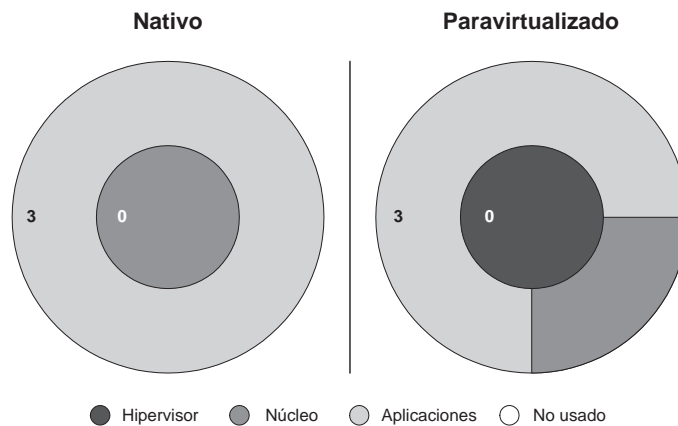 Nativo
Paravirtualizado
3
0
3
0
Hipervisor
Núcleo
Aplicaciones
No usado